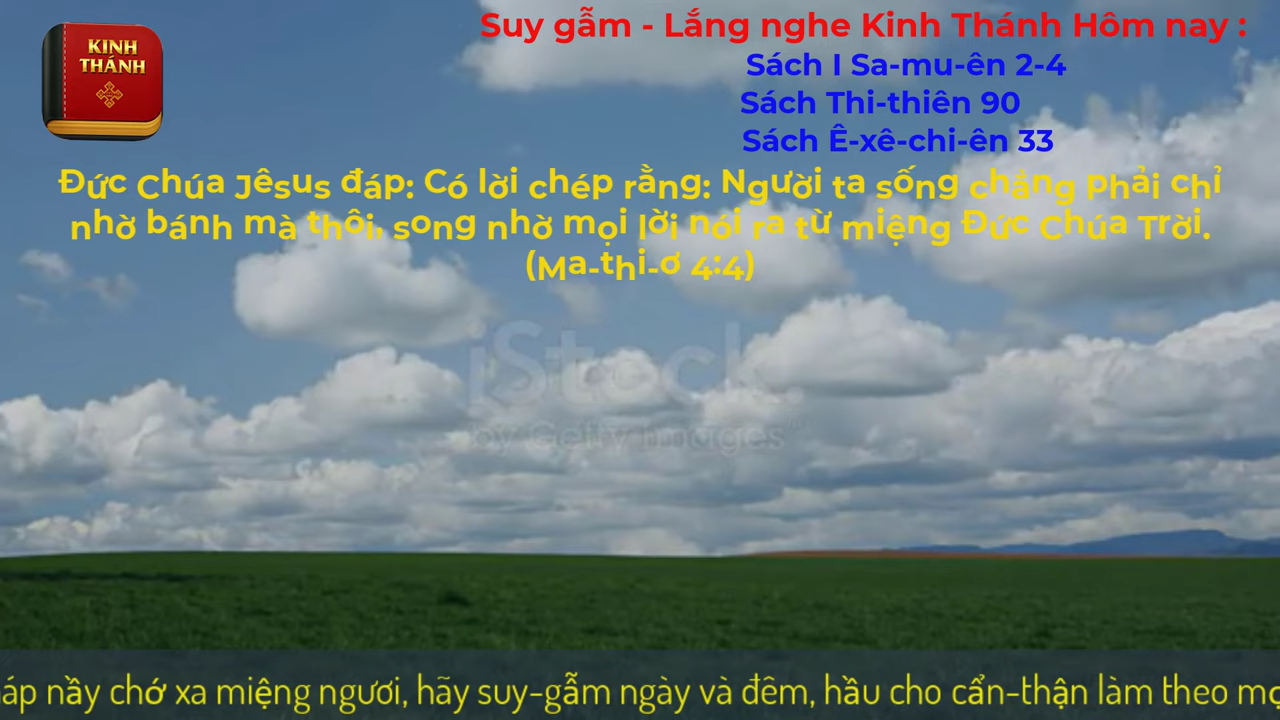 KINH
THÁNH
Suy gẫm - Lắng nghe Kinh Thánh Hôm nay :
Sách I Sa-mu-ên 2-4
Sách Thi-thiên 90
Sách Ê-xê-chi-ên 33
Đức Chúa Jêsus đáp: Có lời chép rằng: Người ta sống chẳng phải chỉ
nhờ bánh mà thôi, song nhờ mọi lời nói ra từ miệng Đức Chúa Trời.
(Ma-thi-ơ 4:4)
iStock.
by Getty Images™
áp nầy chớ xa miệng ngươi, hãy suy-gẫm ngày và đêm, hầu cho cẩn-thận làm theo mọ